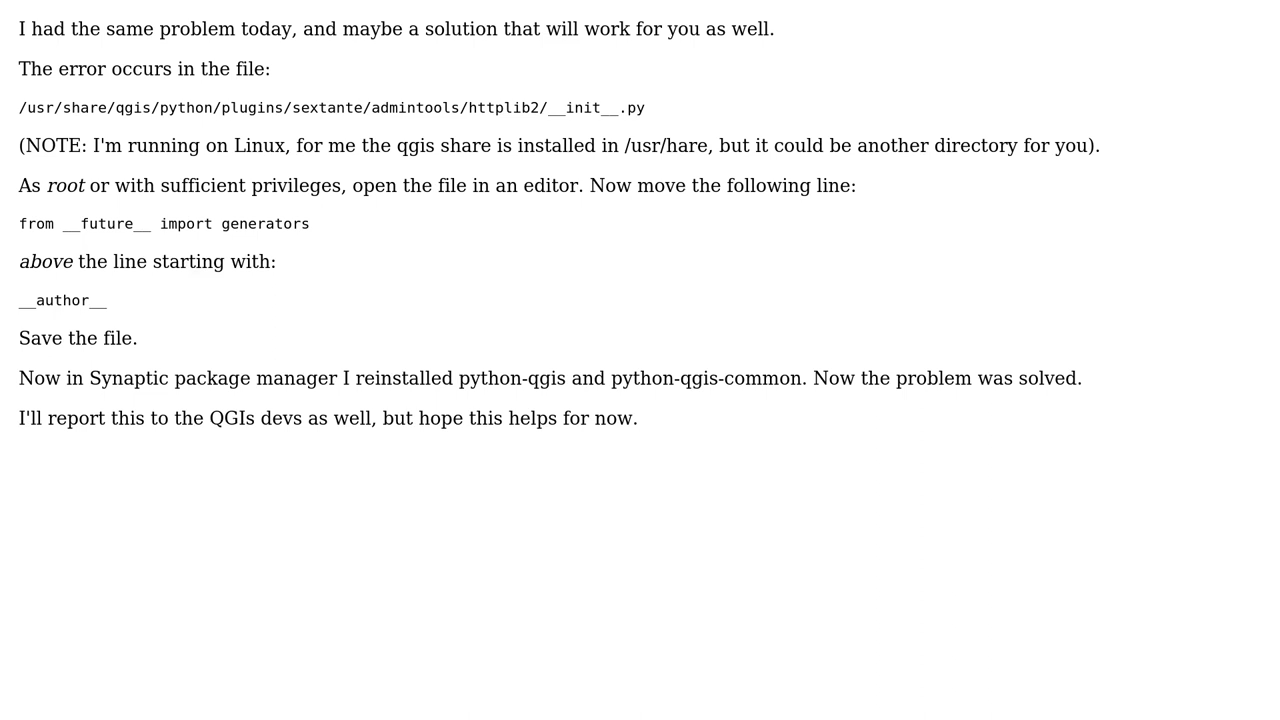 I had the same problem today, and maybe a solution that will work for you as well.
The error occurs in the file:
/usr/share/qgis/python/plugins/sextante/admintools/httplib2/__init__.py
(NOTE: I'm running on Linux, for me the qgis share is installed in /usr/hare, but it could be another directory for you).
As root or with sufficient privileges, open the file in an editor. Now move the following line:
from __future__ import generators
above the line starting with:
__author__
Save the file.
Now in Synaptic package manager I reinstalled python-qgis and python-qgis-common. Now the problem was solved.
I'll report this to the QGIs devs as well, but hope this helps for now.